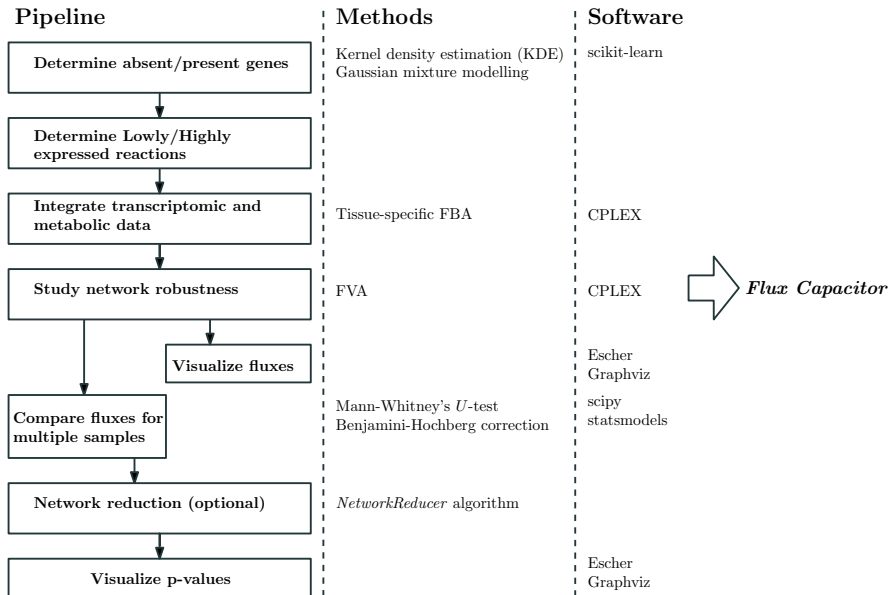 Pipeline
Methods
Software
Determine absent/present genes
Kernel density estimation (KDE)
Gaussian mixture modelling
scikit-learn
Determine Lowly/Highly
expressed reactions
Integrate transcriptomic and
metabolic data
Tissue-specific FBA
CPLEX
Study network robustness
FVA
CPLEX
Flux Capacitor
Visualize fluxes
Escher
Graphviz
Compare fluxes for
multiple samples
Mann-Whitney's U-test
Benjamini-Hochberg correction
scipy
statsmodels
Network reduction (optional)
NetworkReducer algorithm
Visualize p-values
Escher
Graphviz